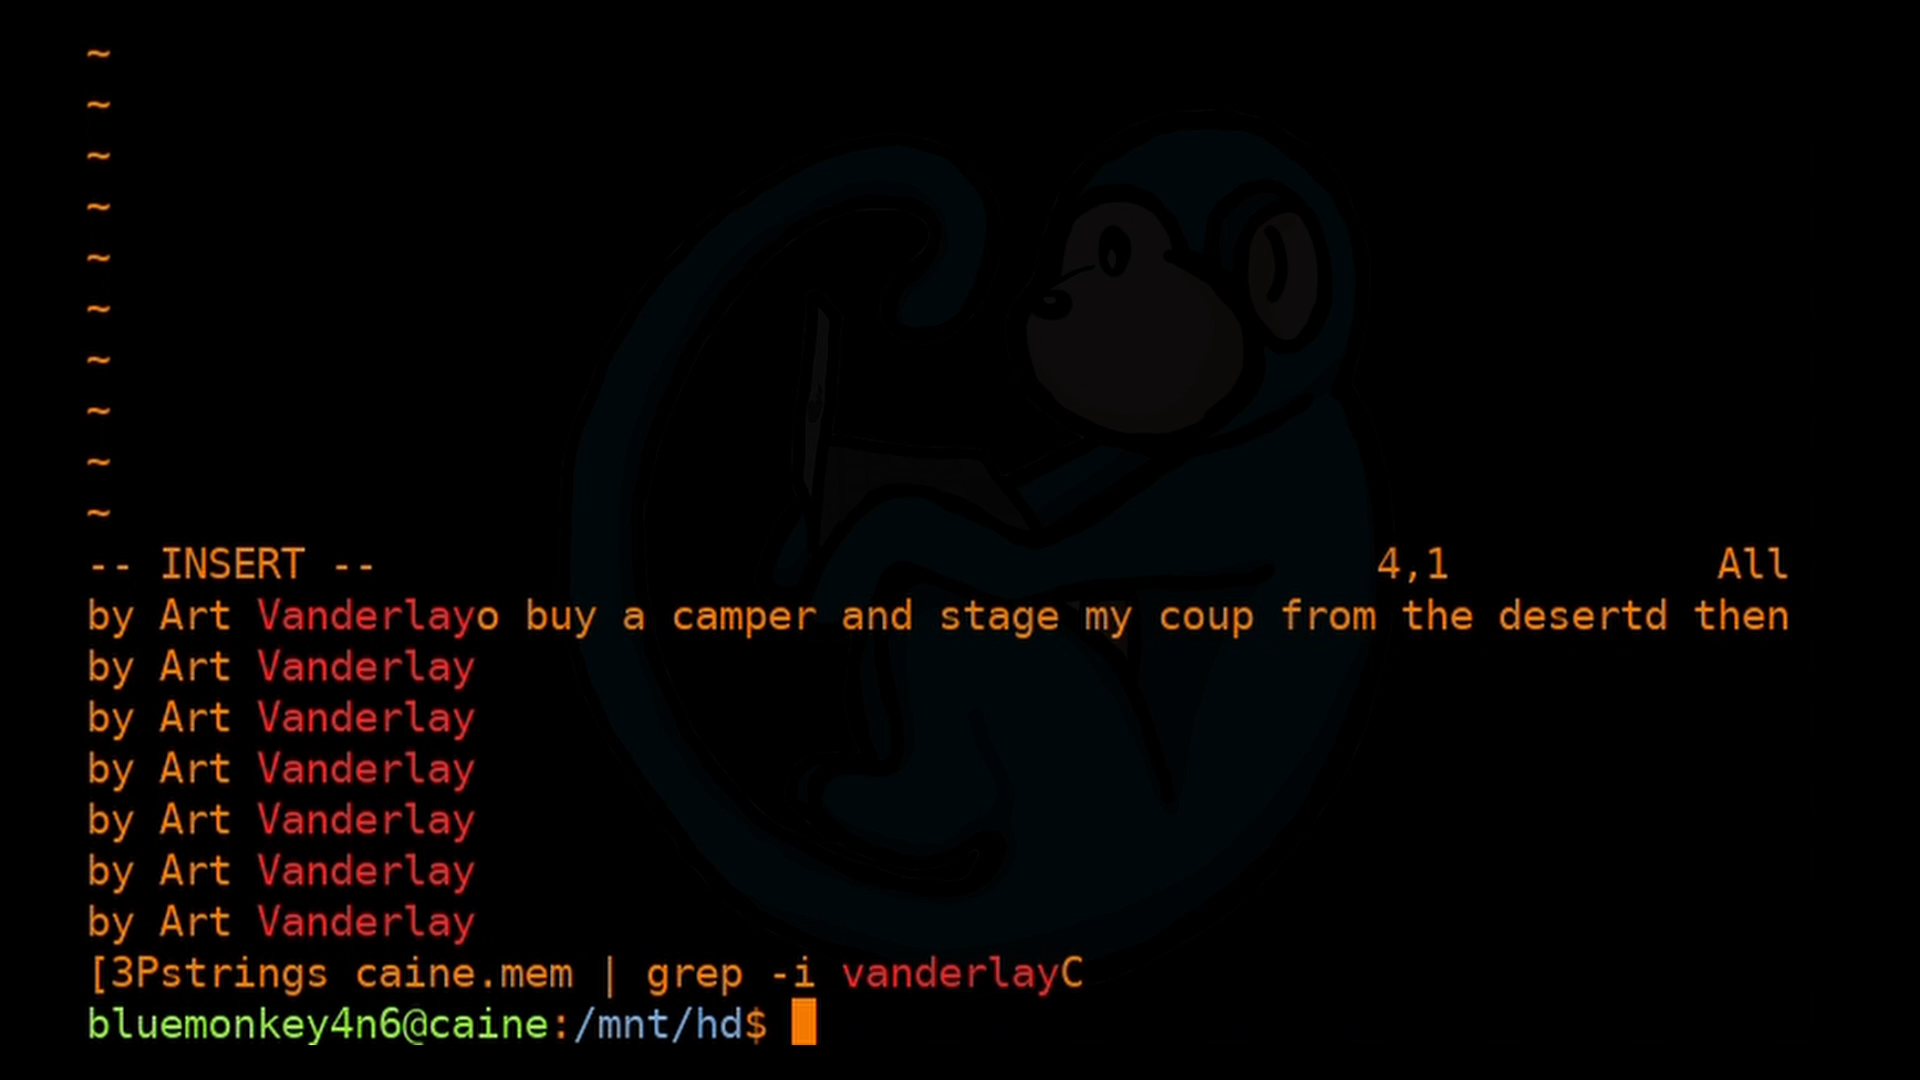 ~
~
~
~
~
~
~
~
~
~
-- INSERT -- 4,1 All
by Art Vanderlayo buy a camper and stage my coup from the desertd then
by Art Vanderlay
by Art Vanderlay
by Art Vanderlay
by Art Vanderlay
by Art Vanderlay
by Art Vanderlay
[3Pstrings caine.mem | grep -i vanderlayC
bluemonkey4n6@caine:/mnt/hd$